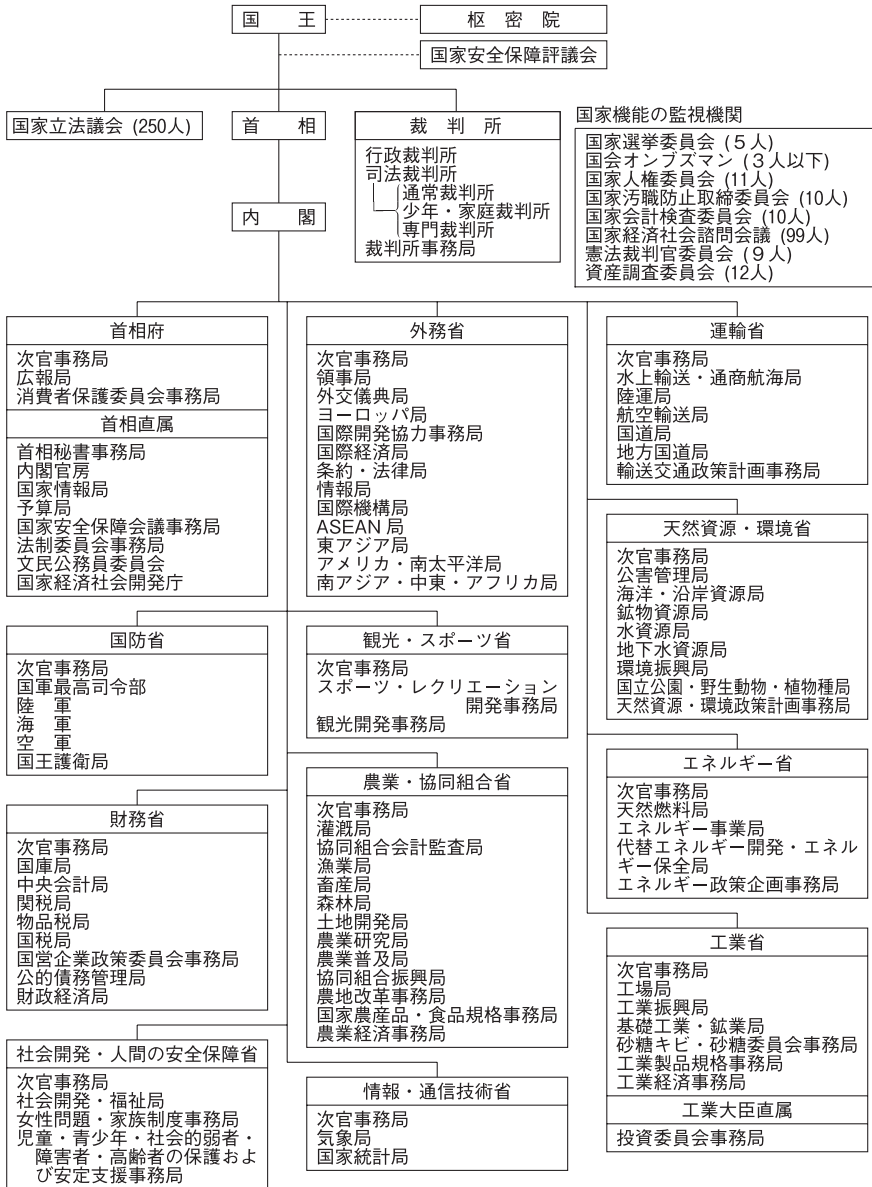 国　王
枢 密 院
国家安全保障評議会
国家立法議会 (250人)
首　相
内　閣
裁　判　所
行政裁判所
司法裁判所
通常裁判所
少年・家庭裁判所
専門裁判所
裁判所事務局
国家機能の監視機関
国家選挙委員会 (５人)
国会オンブズマン (３人以下)
国家人権委員会 (11人)
国家汚職防止取締委員会 (10人)
国家会計検査委員会 (10人)
国家経済社会諮問会議 (99人)
憲法裁判官委員会 (９人)
資産調査委員会 (12人)
首相府
次官事務局
広報局
消費者保護委員会事務局
首相直属
首相秘書事務局
内閣官房
国家情報局
予算局
国家安全保障会議事務局
法制委員会事務局
文民公務員委員会
国家経済社会開発庁
国防省
次官事務局
国軍最高司令部
陸　軍
海　軍
空　軍
国王護衛局
財務省
次官事務局
国庫局
中央会計局
関税局
物品税局
国税局
国営企業政策委員会事務局
公的債務管理局
財政経済局
社会開発・人間の安全保障省
次官事務局
社会開発・福祉局
女性問題・家族制度事務局
児童・青少年・社会的弱者・
障害者・高齢者の保護およ
び安定支援事務局
外務省
次官事務局
領事局
外交儀典局
ヨーロッパ局
国際開発協力事務局
国際経済局
条約・法律局
情報局
国際機構局
ASEAN 局
東アジア局
アメリカ・南太平洋局
南アジア・中東・アフリカ局
観光・スポーツ省
次官事務局
スポーツ・レクリエーション
開発事務局
観光開発事務局
農業・協同組合省
次官事務局
灌漑局
協同組合会計監査局
漁業局
畜産局
森林局
土地開発局
農業研究局
農業普及局
協同組合振興局
農地改革事務局
国家農産品・食品規格事務局
農業経済事務局
情報・通信技術省
次官事務局
気象局
国家統計局
運輸省
次官事務局
水上輸送・通商航海局
陸運局
航空輸送局
国道局
地方国道局
輸送交通政策計画事務局
天然資源・環境省
次官事務局
公害管理局
海洋・沿岸資源局
鉱物資源局
水資源局
地下水資源局
環境振興局
国立公園・野生動物・植物種局
天然資源・環境政策計画事務局
エネルギー省
次官事務局
天然燃料局
エネルギー事業局
代替エネルギー開発・エネル
ギー保全局
エネルギー政策企画事務局
工業省
次官事務局
工場局
工業振興局
基礎工業・鉱業局
砂糖キビ・砂糖委員会事務局
工業製品規格事務局
工業経済事務局
工業大臣直属
投資委員会事務局